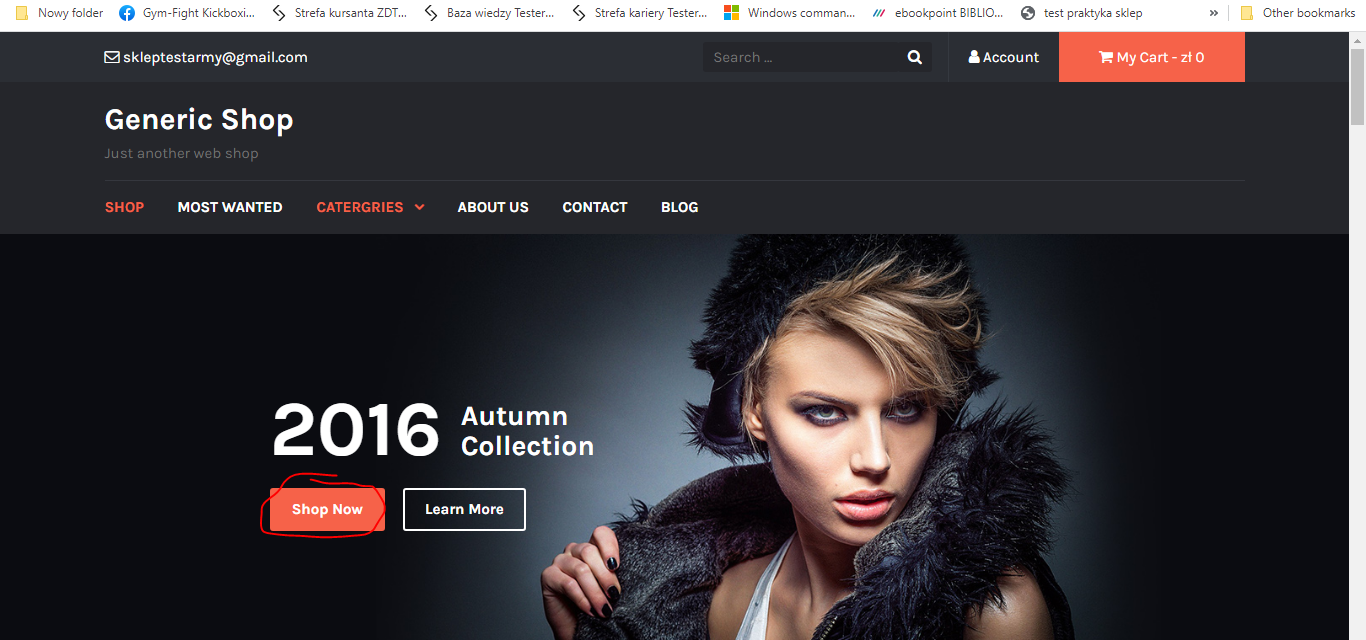 Nowy folder Gym-Fight Kickboxi... Strefa kursanta ZDT... Baza wiedzy Tester... Strefa kariery Tester... Windows comman... ebookpoint BIBLIO... test praktyka sklep » Other bookmarks
skleptestarmy@gmail.com Search ... Account My Cart - zł 0
Generic Shop
Just another web shop
SHOP MOST WANTED CATERGRIES ABOUT US CONTACT BLOG
2016 Autumn
Collection
Shop Now Learn More